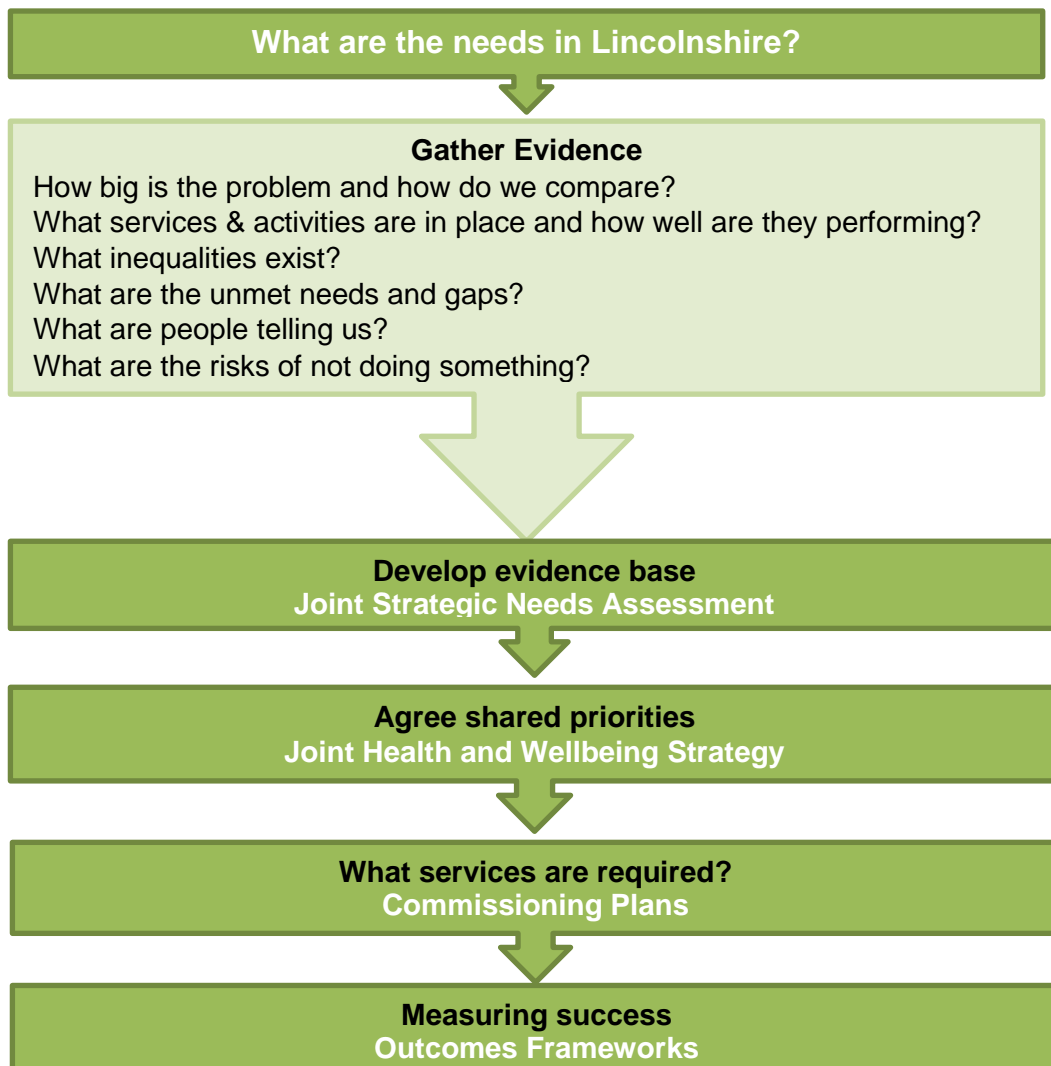 What are the needs in Lincolnshire?
Gather Evidence
How big is the problem and how do we compare?
What services & activities are in place and how well are they performing?
What inequalities exist?
What are the unmet needs and gaps?
What are people telling us?
What are the risks of not doing something?
Develop evidence base
Joint Strategic Needs Assessment
Agree shared priorities
Joint Health and Wellbeing Strategy
What services are required?
Commissioning Plans
Measuring success
Outcomes Frameworks